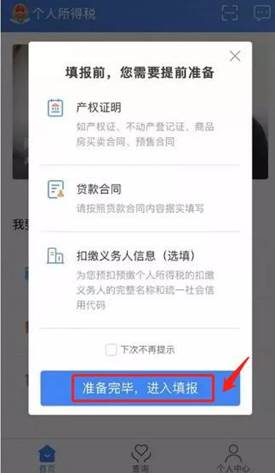 个人所得税
填报前，您需要提前准备
产权证明
如产权证、不动产登记证、商品
房买卖合同、预售合同
贷款合同
请按照贷款合同内容据实填写
扣缴义务人信息（选填）
为您预扣预缴个人所得税的扣缴
义务人的完整名称和统一社会信
用代码
下次不再提示
准备完毕，进入填报
首页
查询
个人中心